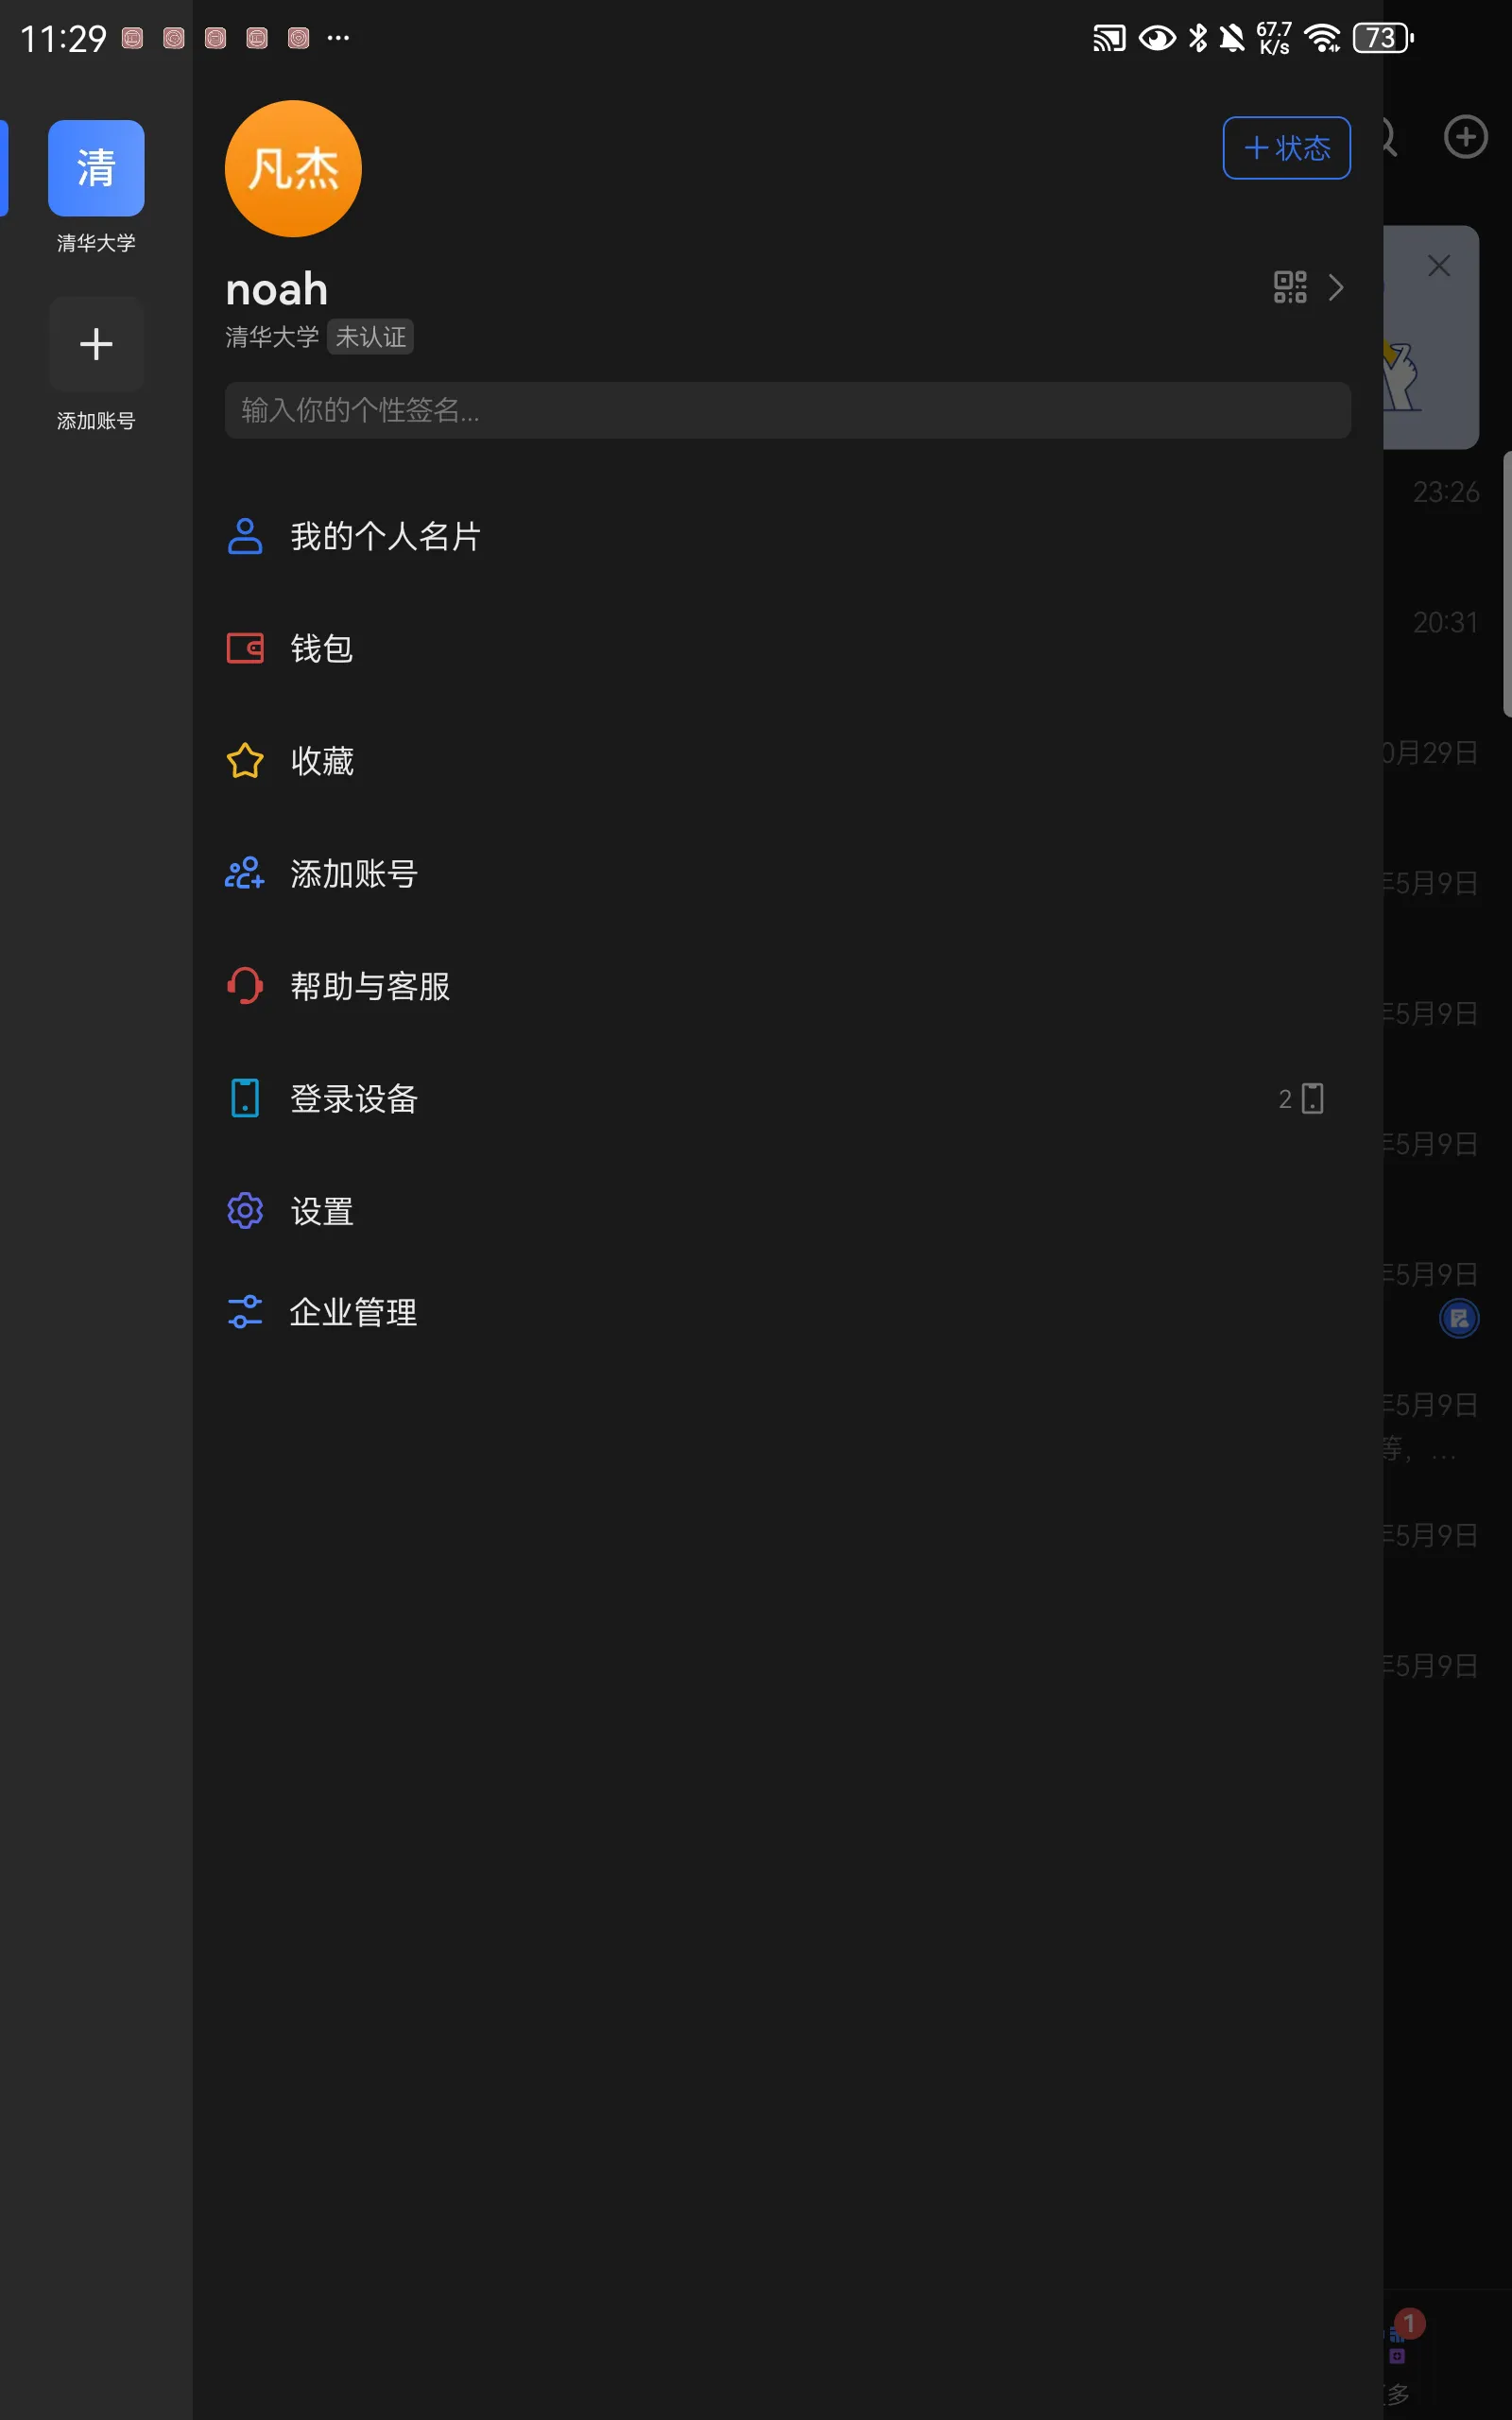 11:29
67.7
K/s
73
清
清华大学
添加账号
凡杰
状态
noah
清华大学 未认证
输入你的个性签名...
我的个人名片
钱包
收藏
添加账号
帮助与客服
登录设备 2
设置
企业管理
23:26
20:31
0月29日
5月9日
5月9日
5月9日
5月9日
5月9日
等，...
5月9日
5月9日
1
多